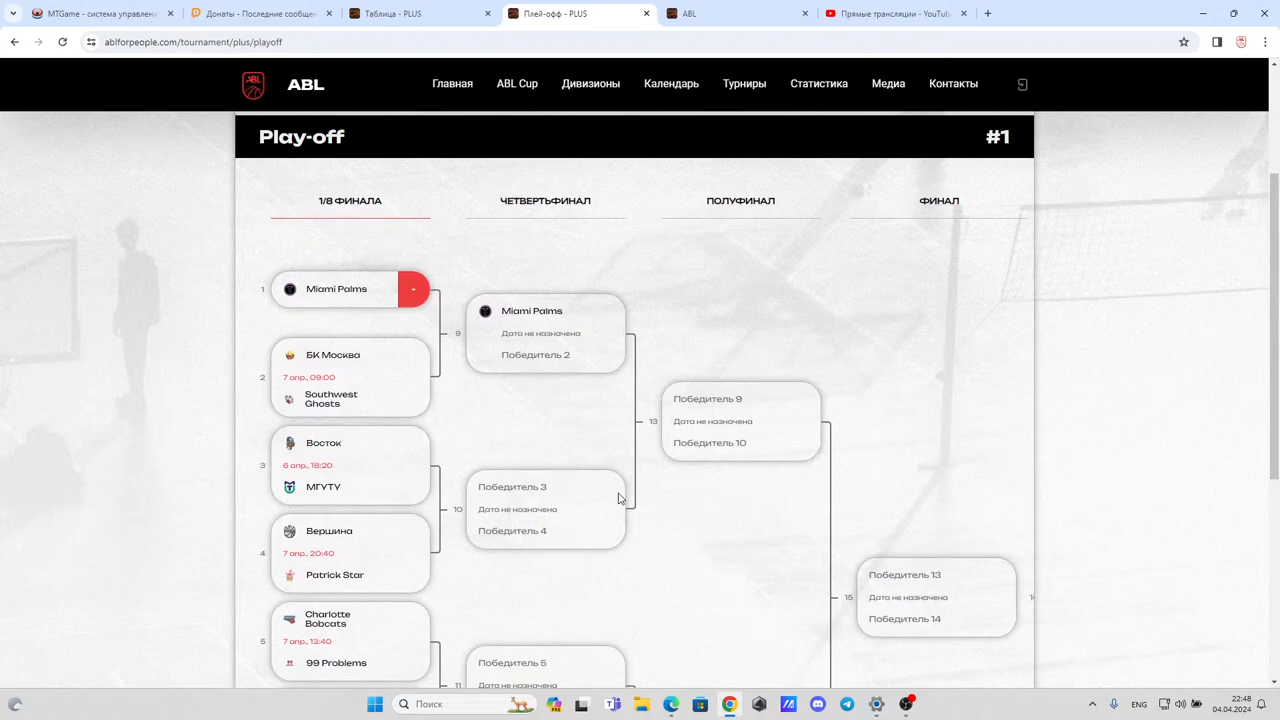 MTGame - система управлени
Донаты - Последние сообщен
Таблица - PLUS
Плей-офф - PLUS
ABL
Прямые трансляции - YouTub
ablforpeople.com/tournament/plus/playoff
ABL
Главная
ABL Cup
Дивизионы
Календарь
Турниры
Статистика
Медиа
Контакты
Play-off
#1
1/8 ФИНАЛА
ЧЕТВЕРТЬФИНАЛ
ПОЛУФИНАЛ
ФИНАЛ
1
Miami Palms
-
2
БК Москва
7 апр., 09:00
Southwest
Ghosts
3
Восток
6 апр., 18:20
МГУТУ
4
Вершина
7 апр., 20:40
Patrick Star
5
Charlotte
Bobcats
7 апр., 13:40
99 Problems
9
Miami Palms
Дата не назначена
Победитель 2
10
Победитель 3
Дата не назначена
Победитель 4
11
Победитель 5
Дата не назначена
13
Победитель 9
Дата не назначена
Победитель 10
15
Победитель 13
Дата не назначена
Победитель 14
Поиск
ENG
22:48
04.04.2024